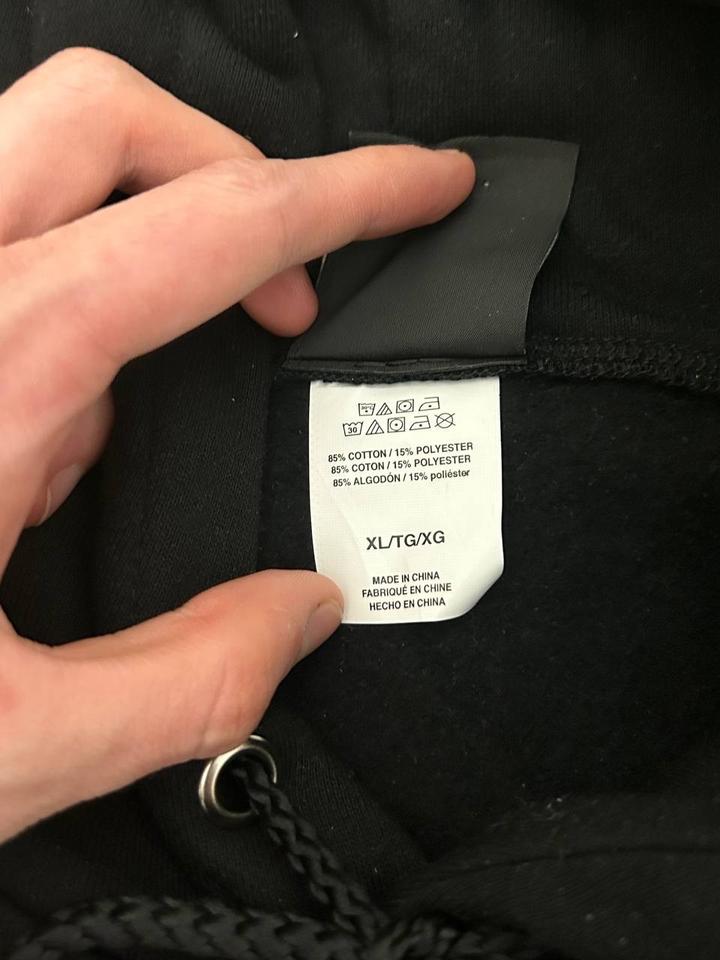 30
85% COTTON / 15% POLYESTER
85% COTON / 15% POLYESTER
85% ALGODÓN / 15% poliéster
XL/TG/XG
MADE IN CHINA
FABRIQUÉ EN CHINE
HECHO EN CHINA